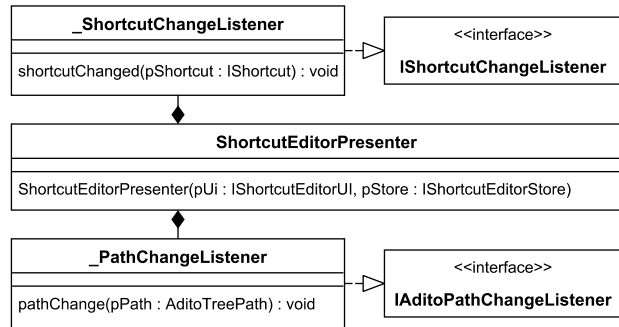 _ShortcutChangeListener
shortcutChanged(pShortcut : IShortcut) : void
<<interface>>
IShortcutChangeListener
ShortcutEditorPresenter
ShortcutEditorPresenter(pUi : IShortcutEditorUI, pStore : IShortcutEditorStore)
_PathChangeListener
pathChange(pPath : AditoTreePath) : void
<<interface>>
IAditoPathChangeListener